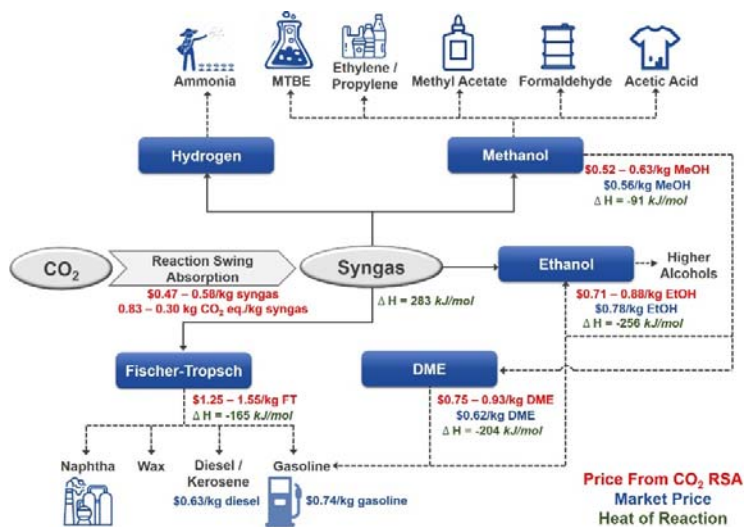 Ammonia
MTBE
Ethylene /
Propylene
Methyl Acetate
Formaldehyde
Acetic Acid
Hydrogen
Methanol
$0.52 – 0.63/kg MeOH
$0.56/kg MeOH
Δ H = -91 kJ/mol
CO₂
Reaction Swing
Absorption
$0.47 – 0.58/kg syngas
0.83 – 0.30 kg CO₂ eq./kg syngas
Syngas
Δ H = 283 kJ/mol
Ethanol
Higher
Alcohols
$0.71 – 0.88/kg EtOH
$0.78/kg EtOH
Δ H = -256 kJ/mol
Fischer-Tropsch
$1.25 – 1.55/kg FT
Δ H = -165 kJ/mol
DME
$0.75 – 0.93/kg DME
$0.62/kg DME
Δ H = -204 kJ/mol
Naphtha
Wax
Diesel /
Kerosene
$0.63/kg diesel
Gasoline
$0.74/kg gasoline
Price From CO₂ RSA
Market Price
Heat of Reaction